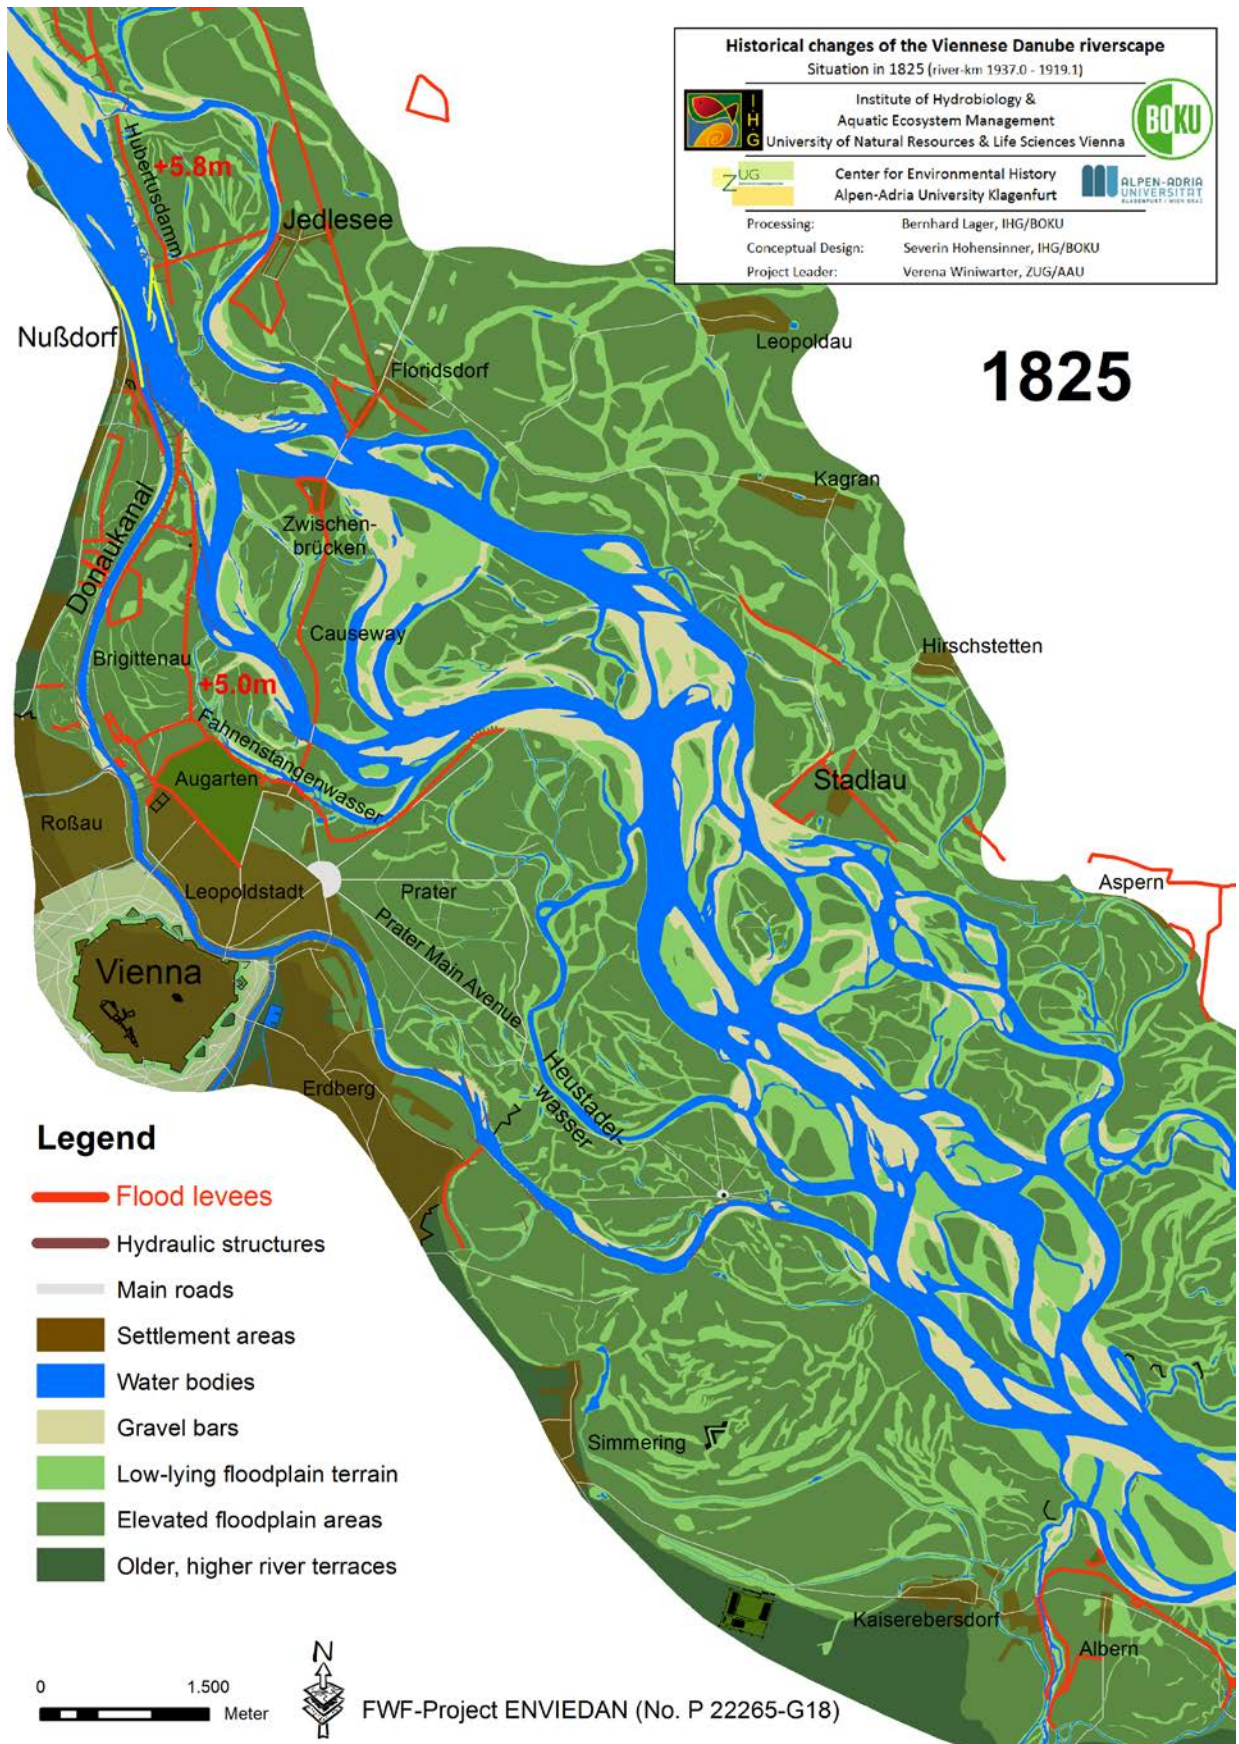 Historical changes of the Viennese Danube riverscape
Situation in 1825 (river-km 1937.0 - 1919.1)
I·H·G
Institute of Hydrobiology &
Aquatic Ecosystem Management
University of Natural Resources & Life Sciences Vienna
BOKU
ZUG
Center for Environmental History
Alpen-Adria University Klagenfurt
ALPEN-ADRIA
UNIVERSITÄT
KLAGENFURT | WIEN GRAZ
Processing: Bernhard Lager, IHG/BOKU
Conceptual Design: Severin Hohensinner, IHG/BOKU
Project Leader: Verena Winiwarter, ZUG/AAU
1825
Hubertusdamm
+5.8m
Jedlesee
Nußdorf
Leopoldau
Floridsdorf
Kagran
Donaukanal
Zwischen-
brücken
Causeway
Hirschstetten
Brigittenau
+5.0m
Fahnenstangenwasser
Augarten
Stadlau
Roßau
Leopoldstadt
Prater
Aspern
Prater Main Avenue
Vienna
Heustadel-
wasser
Erdberg
Simmering
Kaiserebersdorf
Albern
Legend
Flood levees
Hydraulic structures
Main roads
Settlement areas
Water bodies
Gravel bars
Low-lying floodplain terrain
Elevated floodplain areas
Older, higher river terraces
0 1.500
Meter
N
FWF-Project ENVIEDAN (No. P 22265-G18)